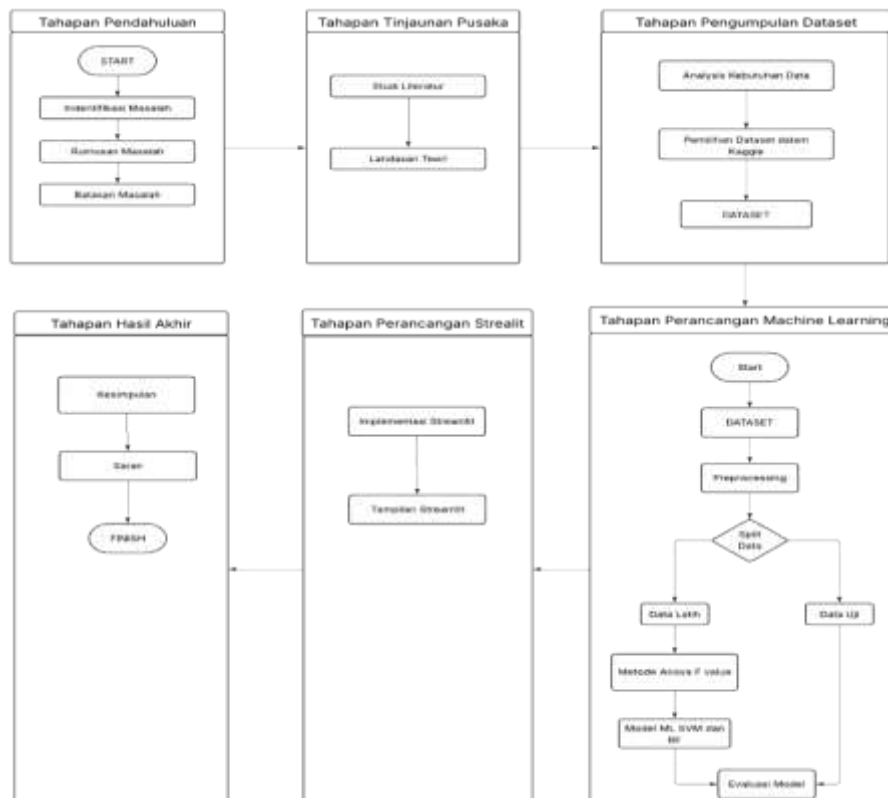 Tahapan Pendahuluan
START
Indentifikasi Masalah
Rumusan Masalah
Batasan Masalah
Tahapan Tinjaunan Pusaka
Studi Literatur
Landasan Teori
Tahapan Pengumpulan Dataset
Analysis Kebutuhan Data
Pemilihan Dataset dalam
Kaggle
DATASET
Tahapan Perancangan Machine Learning
Start
DATASET
Preprocessing
Split
Data
Data Latih
Data Uji
Metode Anova F value
Model ML SVM dan
RF
Evaluasi Model
Tahapan Perancangan Strealit
Implementasi Streamlit
Tampilan Streamlit
Tahapan Hasil Akhir
Kesimpulan
Saran
FINISH